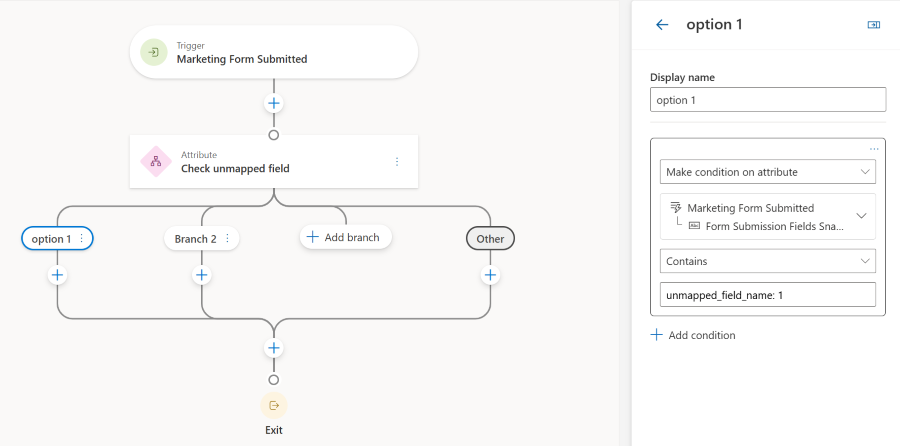 Trigger
Marketing Form Submitted
Attribute
Check unmapped field
option 1
Branch 2
Add branch
Other
Exit
option 1
Display name
option 1
Make condition on attribute
Marketing Form Submitted
Abc
Form Submission Fields Sna...
Contains
unmapped_field_name: 1
Add condition